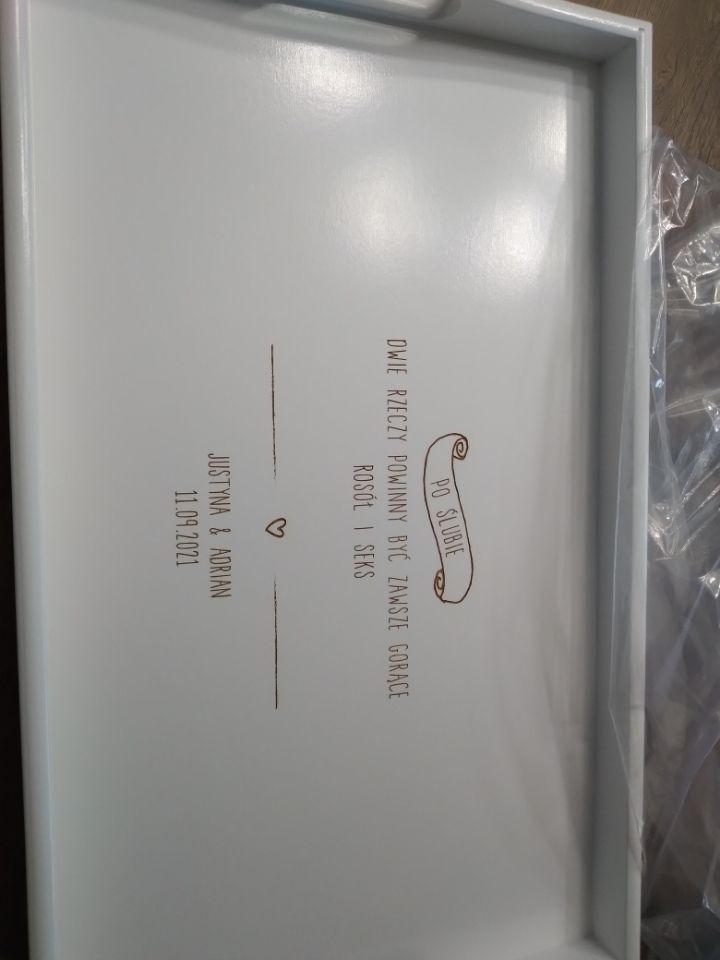 PO ŚLUBIE
DWIE RZECZY POWINNY BYĆ ZAWSZE GORĄCE
ROSÓŁ I SEKS
JUSTYNA & ADRIAN
11.09.2021